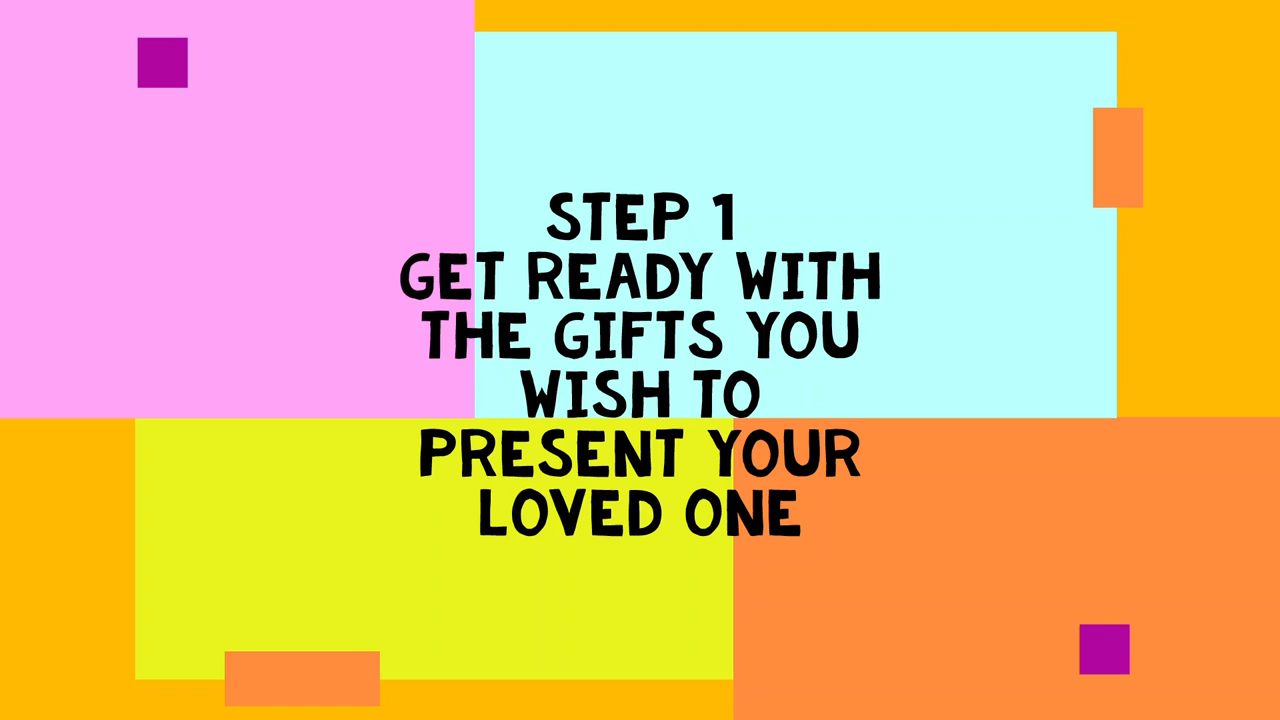 STEP 1
GET READY WITH
THE GIFTS YOU
WISH TO
PRESENT YOUR
LOVED ONE